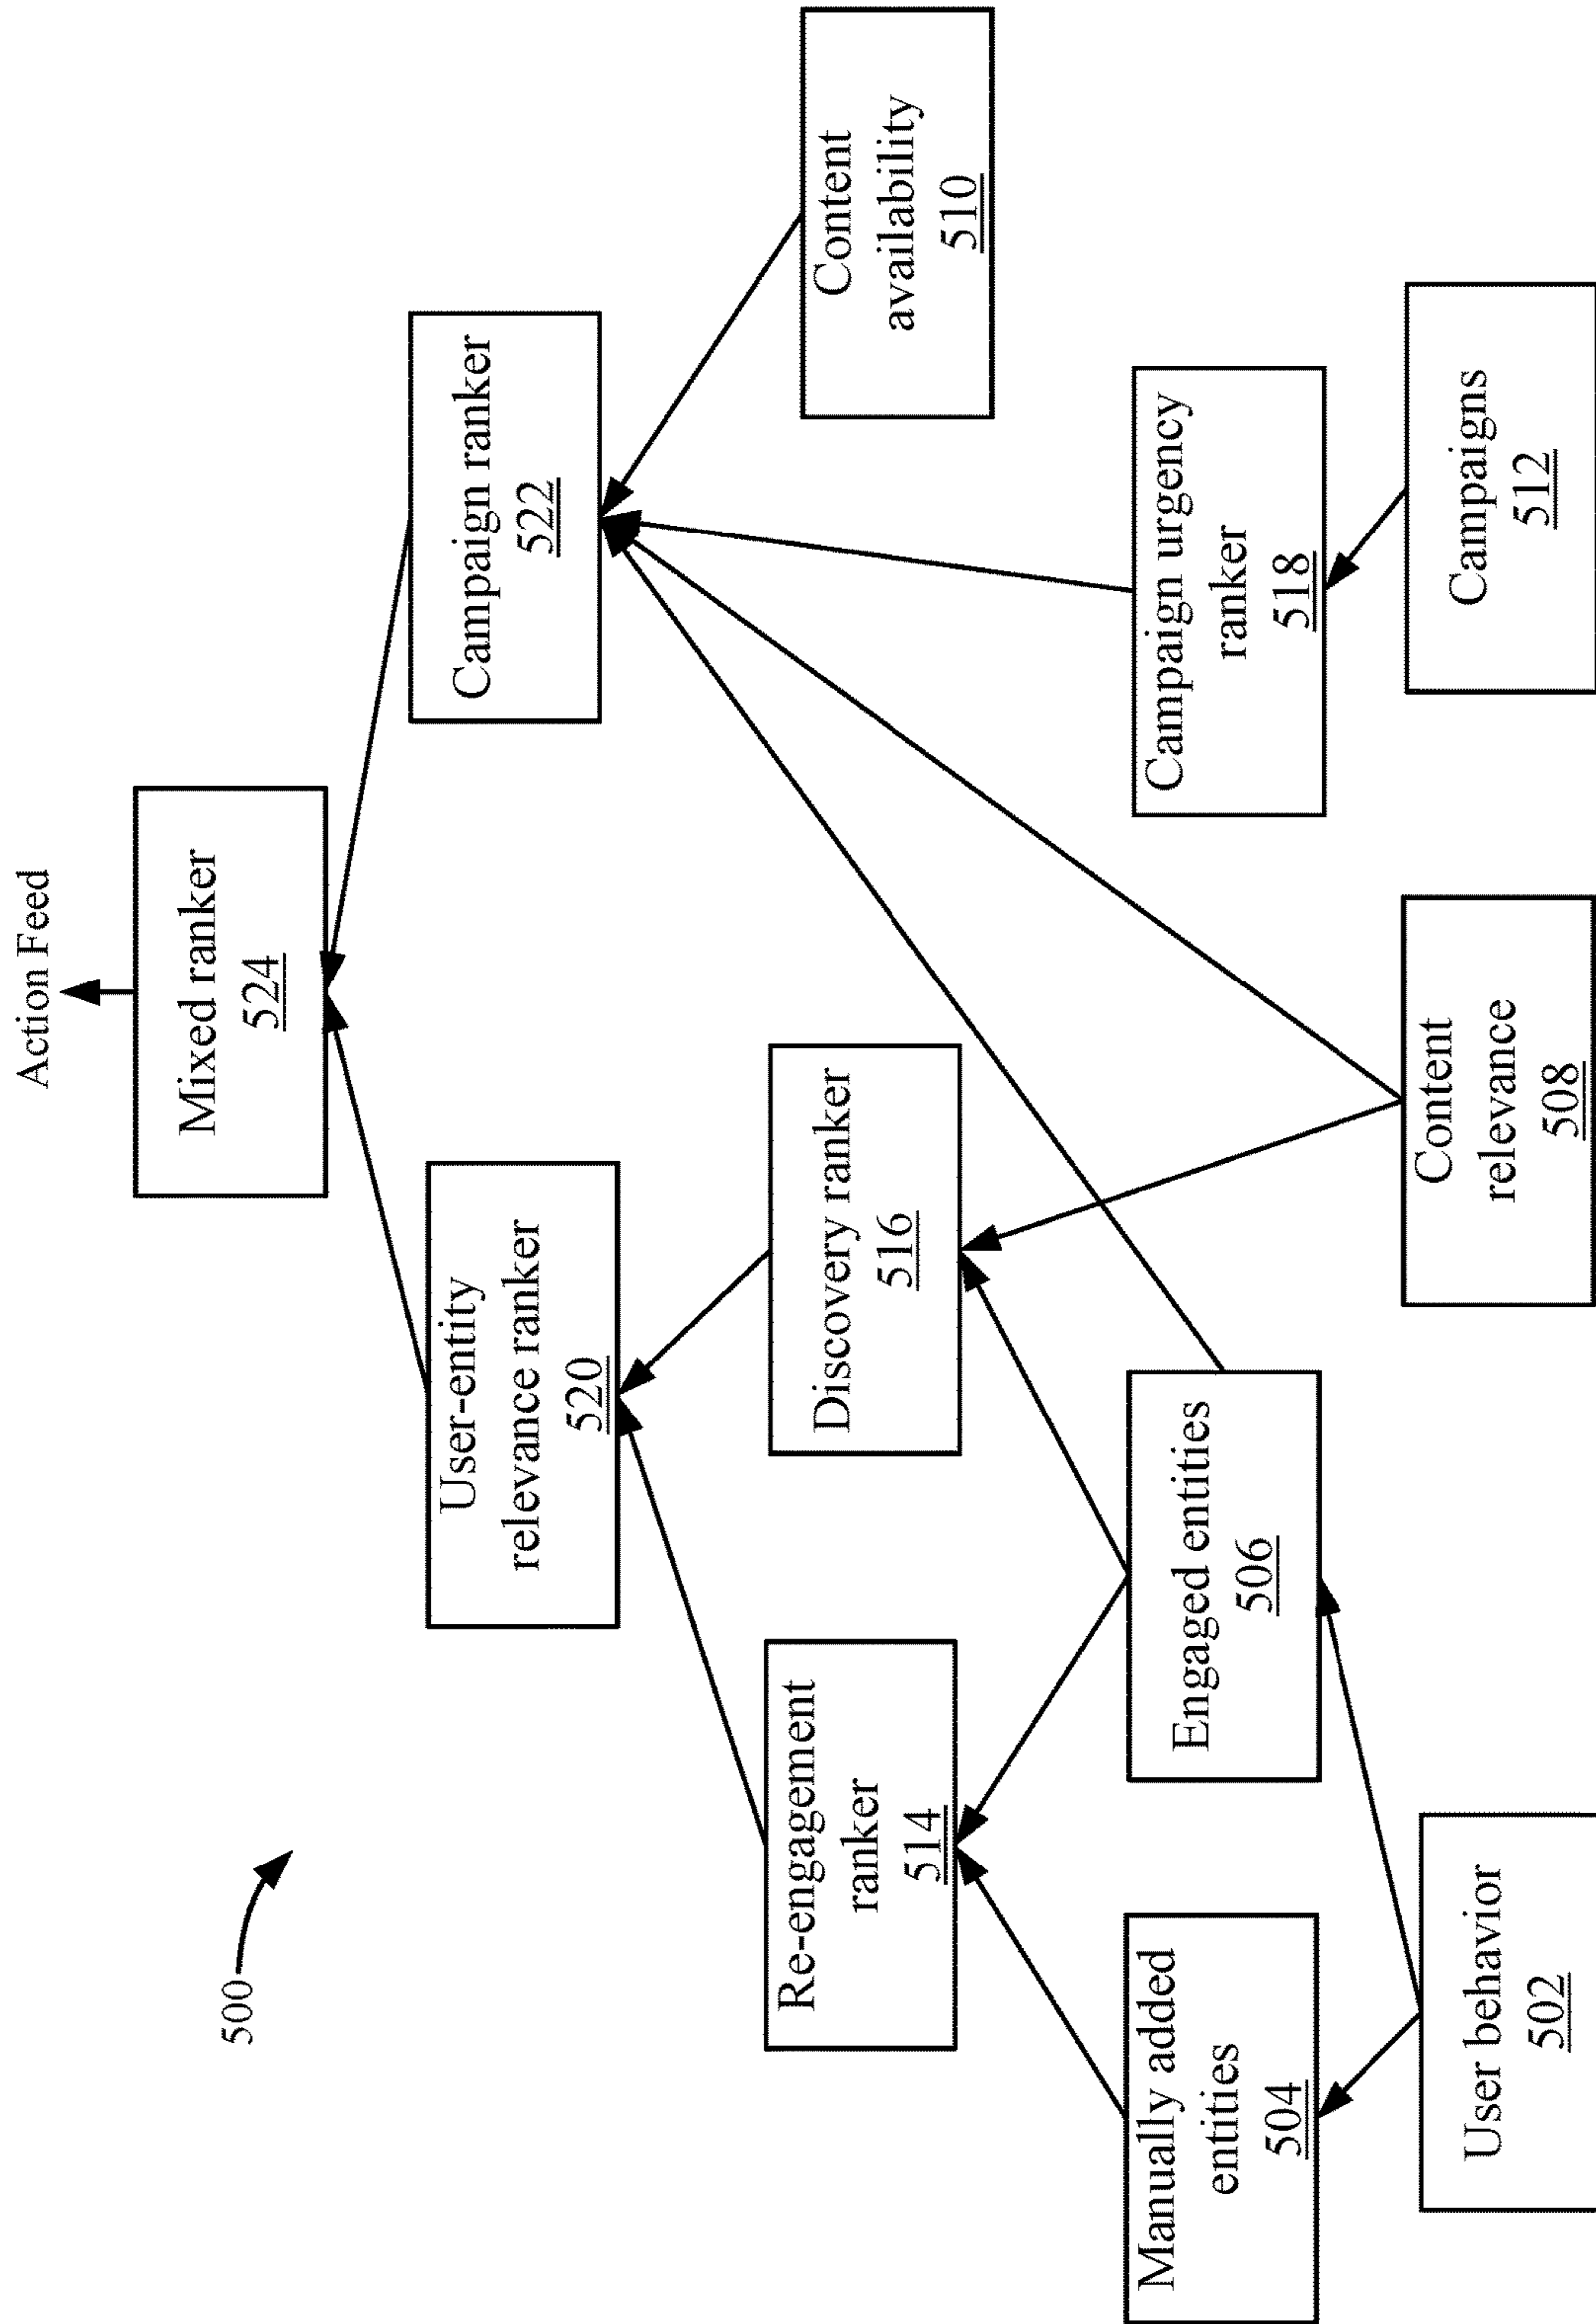 Action Feed
500
Mixed ranker
524
User-entity
relevance ranker
520
Campaign ranker
522
Re-engagement
ranker
514
Discovery ranker
516
Content
availability
510
Manually added
entities
504
Engaged entities
506
Campaign urgency
ranker
518
User behavior
502
Content
relevance
508
Campaigns
512